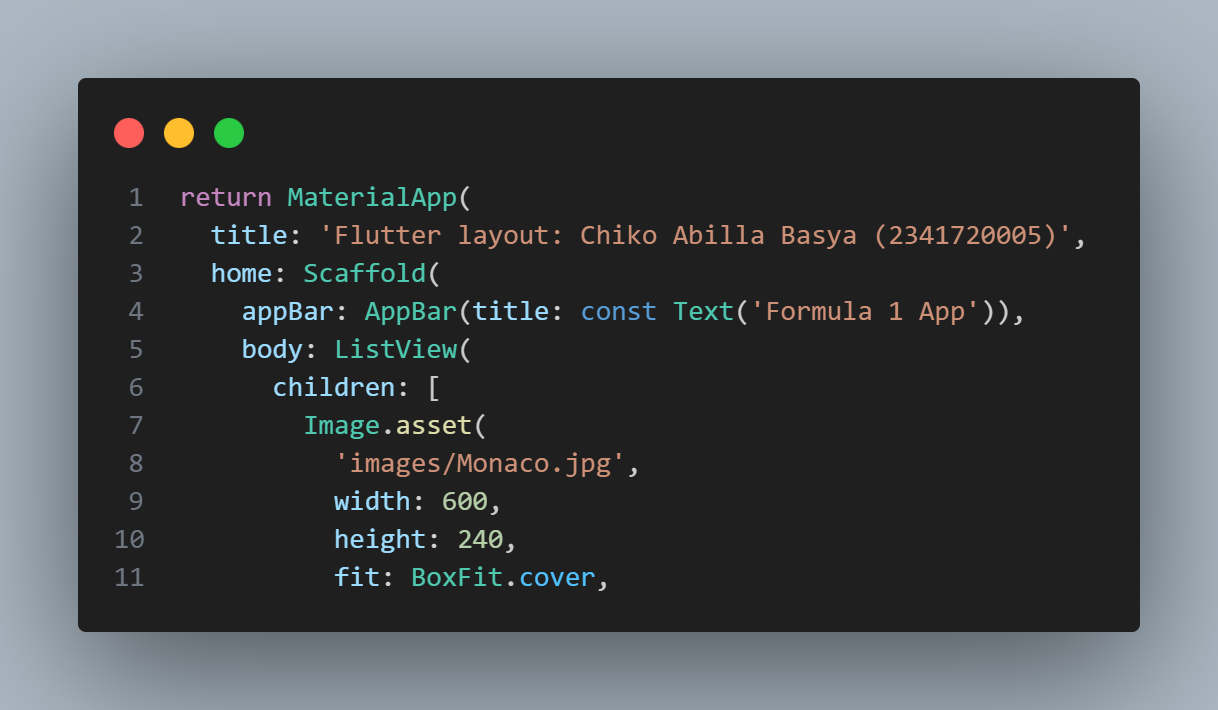 1 return MaterialApp(
2   title: 'Flutter layout: Chiko Abilla Basya (2341720005)',
3   home: Scaffold(
4     appBar: AppBar(title: const Text('Formula 1 App')),
5     body: ListView(
6       children: [
7         Image.asset(
8           'images/Monaco.jpg',
9           width: 600,
10           height: 240,
11           fit: BoxFit.cover,